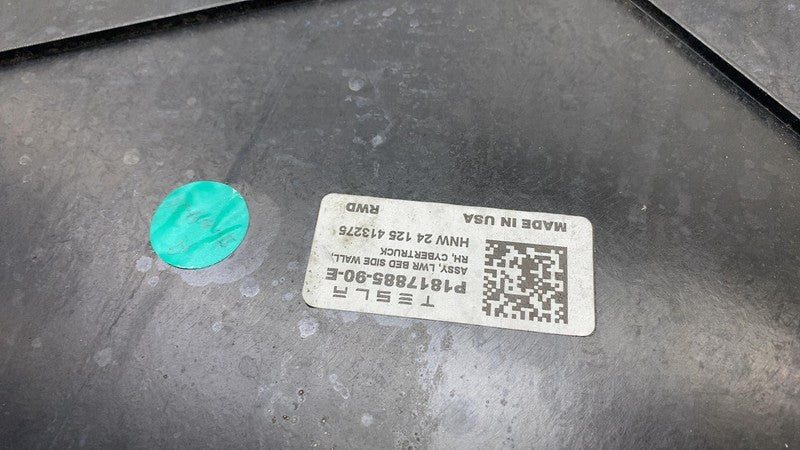 TESLA
P1817885-90-E
ASSY, LWR BED SIDE WALL,
RH, CYBERTRUCK
HNW 24 125 413275
MADE IN USA RWD